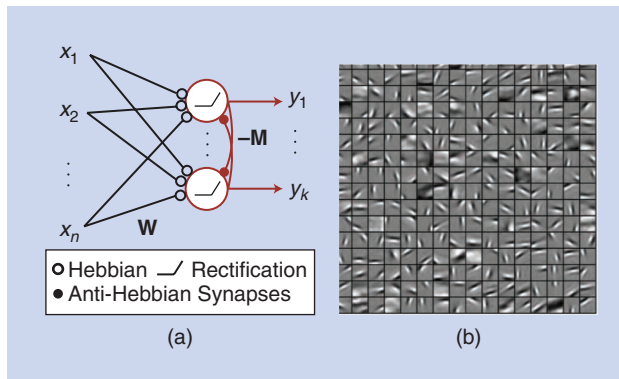 x1
x2
⋮
xn
W
–M
y1
⋮
yk
Hebbian Rectification
Anti-Hebbian Synapses
(a)
(b)